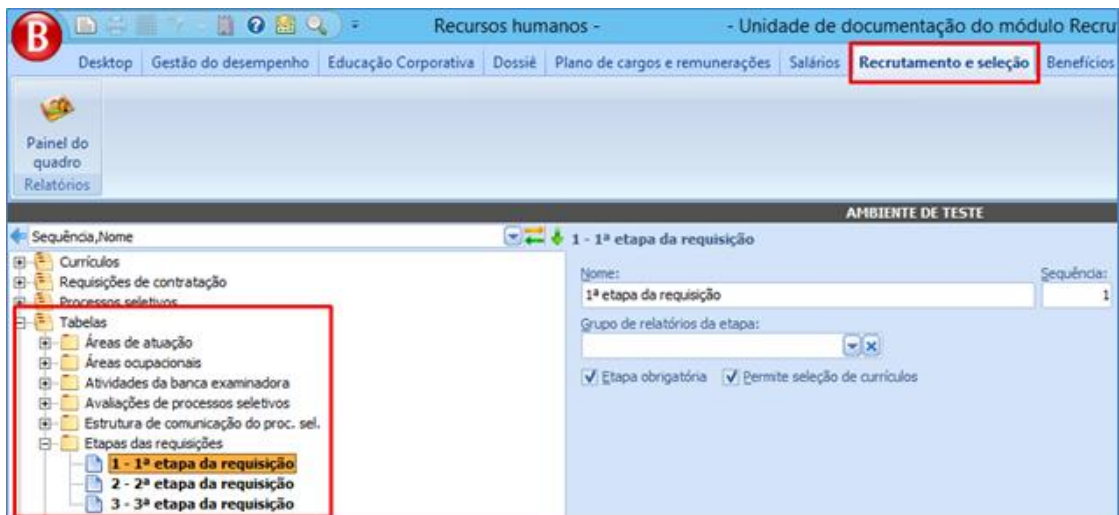 B
Recursos humanos - - Unidade de documentação do módulo Recru
Desktop Gestão do desempenho Educação Corporativa Dossiê Plano de cargos e remunerações Salários Recrutamento e seleção Benefícios
Painel do
quadro
Relatórios
AMBIENTE DE TESTE
Sequência,Nome
Currículos
Requisições de contratação
Processos seletivos
Tabelas
Áreas de atuação
Áreas ocupacionais
Atividades da banca examinadora
Avaliações de processos seletivos
Estrutura de comunicação do proc. sel.
Etapas das requisições
1 - 1ª etapa da requisição
2 - 2ª etapa da requisição
3 - 3ª etapa da requisição
1 - 1ª etapa da requisição
Nome: Sequência:
1ª etapa da requisição 1
Grupo de relatórios da etapa:
Etapa obrigatória Permite seleção de currículos